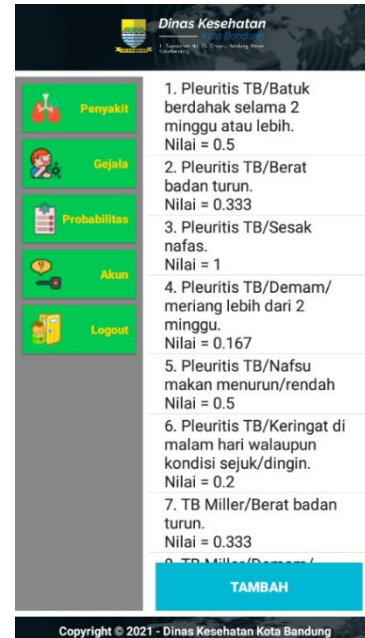 Dinas Kesehatan
Kota Bandung
Penyakit
Gejala
Probabilitas
Akun
Logout
1. Pleuritis TB/Batuk
berdahak selama 2
minggu atau lebih.
Nilai = 0.5
2. Pleuritis TB/Berat
badan turun.
Nilai = 0.333
3. Pleuritis TB/Sesak
nafas.
Nilai = 1
4. Pleuritis TB/Demam/
meriang lebih dari 2
minggu.
Nilai = 0.167
5. Pleuritis TB/Nafsu
makan menurun/rendah
Nilai = 0.5
6. Pleuritis TB/Keringat di
malam hari walaupun
kondisi sejuk/dingin.
Nilai = 0.2
7. TB Miller/Berat badan
turun.
Nilai = 0.333
8. TB Miller/Demam/
TAMBAH
Copyright © 2021 - Dinas Kesehatan Kota Bandung